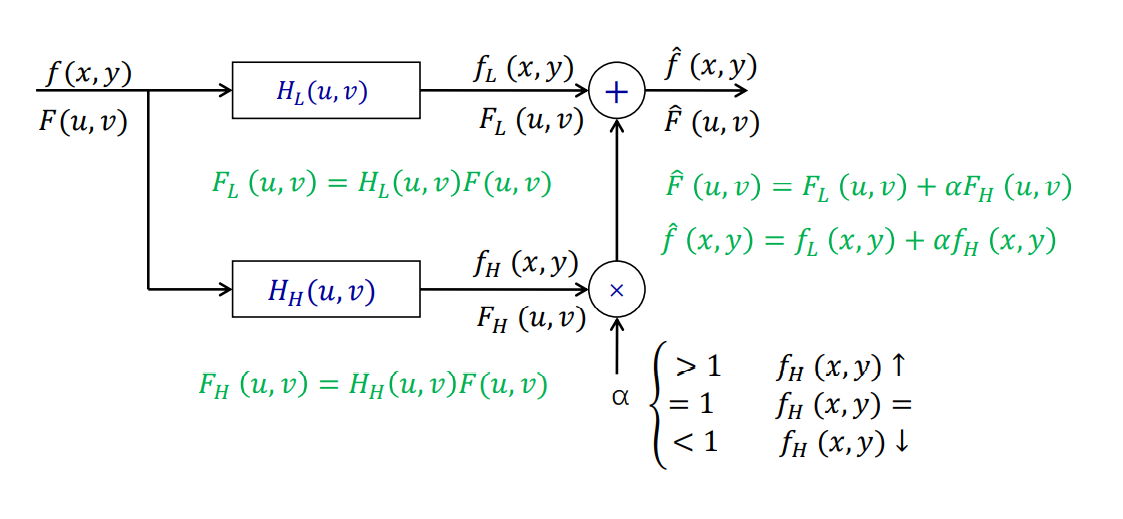 f(x, y)
F(u, v)
H_L(u, v)
f_L (x, y)
F_L (u, v)
+
f̂ (x, y)
F̂ (u, v)
F_L (u, v) = H_L(u, v)F(u, v)
F̂ (u, v) = F_L (u, v) + αF_H (u, v)
f̂ (x, y) = f_L (x, y) + αf_H (x, y)
H_H(u, v)
f_H (x, y)
F_H (u, v)
×
F_H (u, v) = H_H(u, v)F(u, v)
α
> 1 f_H (x, y) ↑
= 1 f_H (x, y) =
< 1 f_H (x, y) ↓